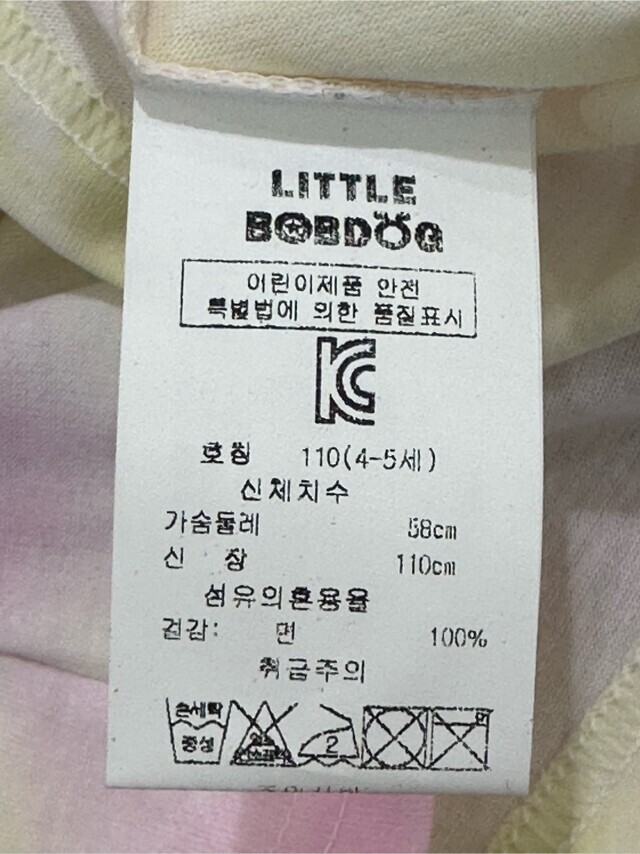 LITTLE
BOBDOG
어린이제품 안전
특별법에 의한 품질표시
KC
호칭 110(4-5세)
신체치수
가슴둘레 58cm
신 장 110cm
섬유의혼용율
겉감: 면 100%
취급주의
손세탁
중성
2